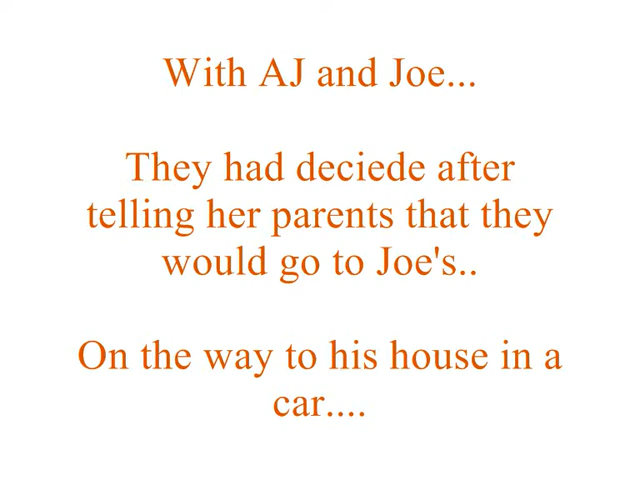 With AJ and Joe...
They had deciede after
telling her parents that they
would go to Joe's..
On the way to his house in a
car....